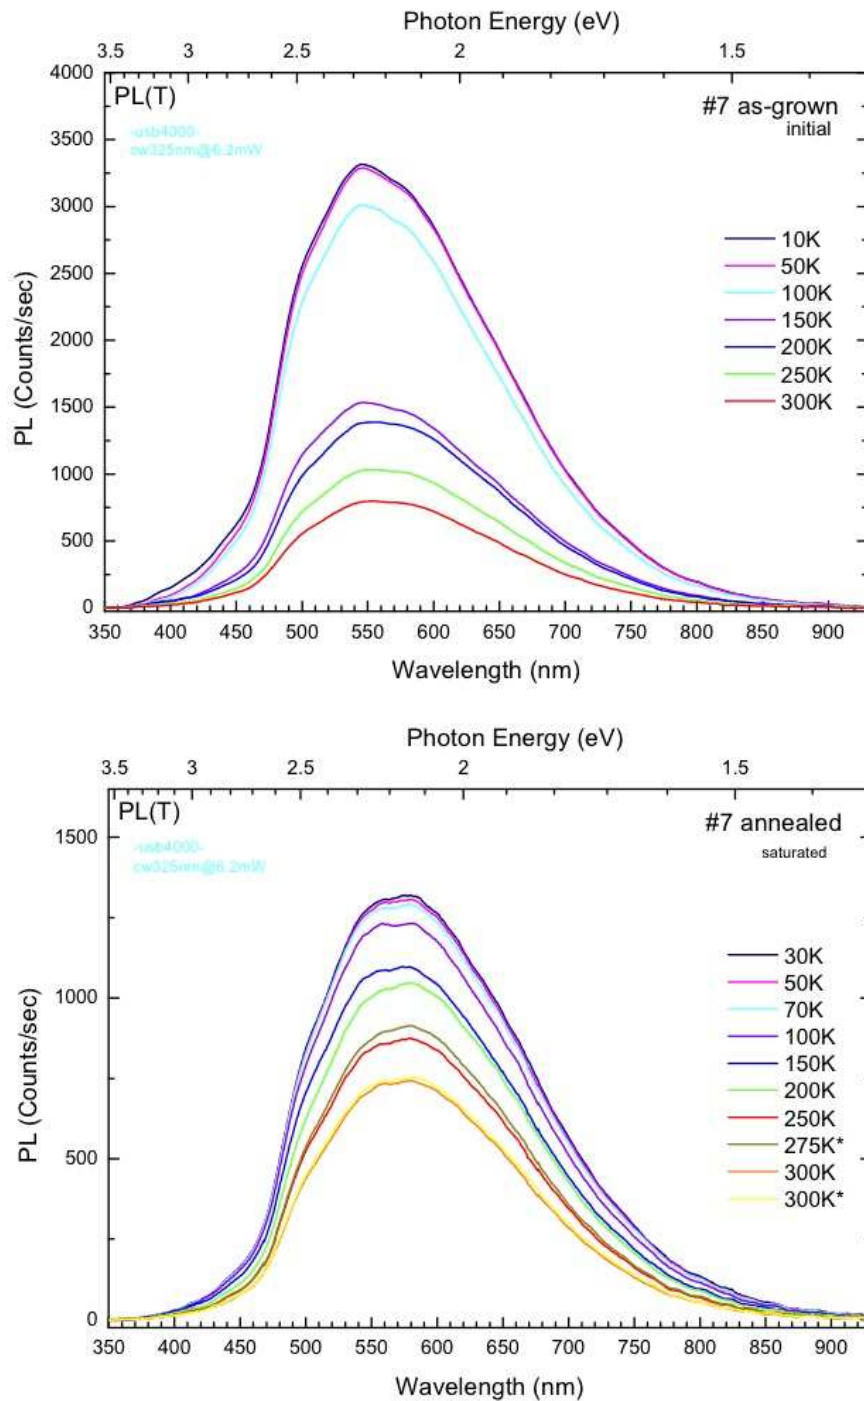 Photon Energy (eV)
3.5 3 2.5 2 1.5
4000
3500
3000
2500
2000
1500
1000
500
0
PL (Counts/sec)
PL(T)
-usb4000-
cw325nm@6.2mW
#7 as-grown
initial
10K
50K
100K
150K
200K
250K
300K
350 400 450 500 550 600 650 700 750 800 850 900
Wavelength (nm)
Photon Energy (eV)
3.5 3 2.5 2 1.5
1500
1000
500
0
PL (Counts/sec)
PL(T)
-usb4000-
cw325nm@6.2mW
#7 annealed
saturated
30K
50K
70K
100K
150K
200K
250K
275K*
300K
300K*
350 400 450 500 550 600 650 700 750 800 850 900
Wavelength (nm)